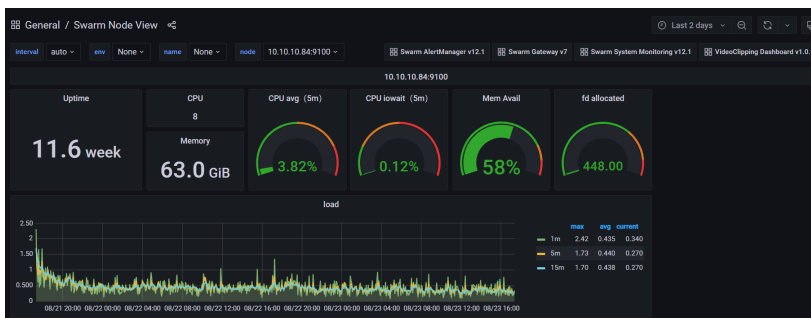 General / Swarm Node View
Last 2 days
interval auto env None name None node 10.10.10.84:9100
Swarm AlertManager v12.1 Swarm Gateway v7 Swarm System Monitoring v12.1 VideoClipping Dashboard v1.0.
10.10.10.84:9100
Uptime
11.6 week
CPU
8
Memory
63.0 GiB
CPU avg (5m)
3.82%
CPU iowait (5m)
0.12%
Mem Avail
58%
fd allocated
448.00
load
2.50
2
1.50
1
0.500
0
08/21 20:00 08/22 00:00 08/22 04:00 08/22 08:00 08/22 12:00 08/22 16:00 08/22 20:00 08/23 00:00 08/23 04:00 08/23 08:00 08/23 12:00 08/23 16:00
max avg current
1m 2.42 0.435 0.340
5m 1.73 0.440 0.270
15m 1.70 0.438 0.270